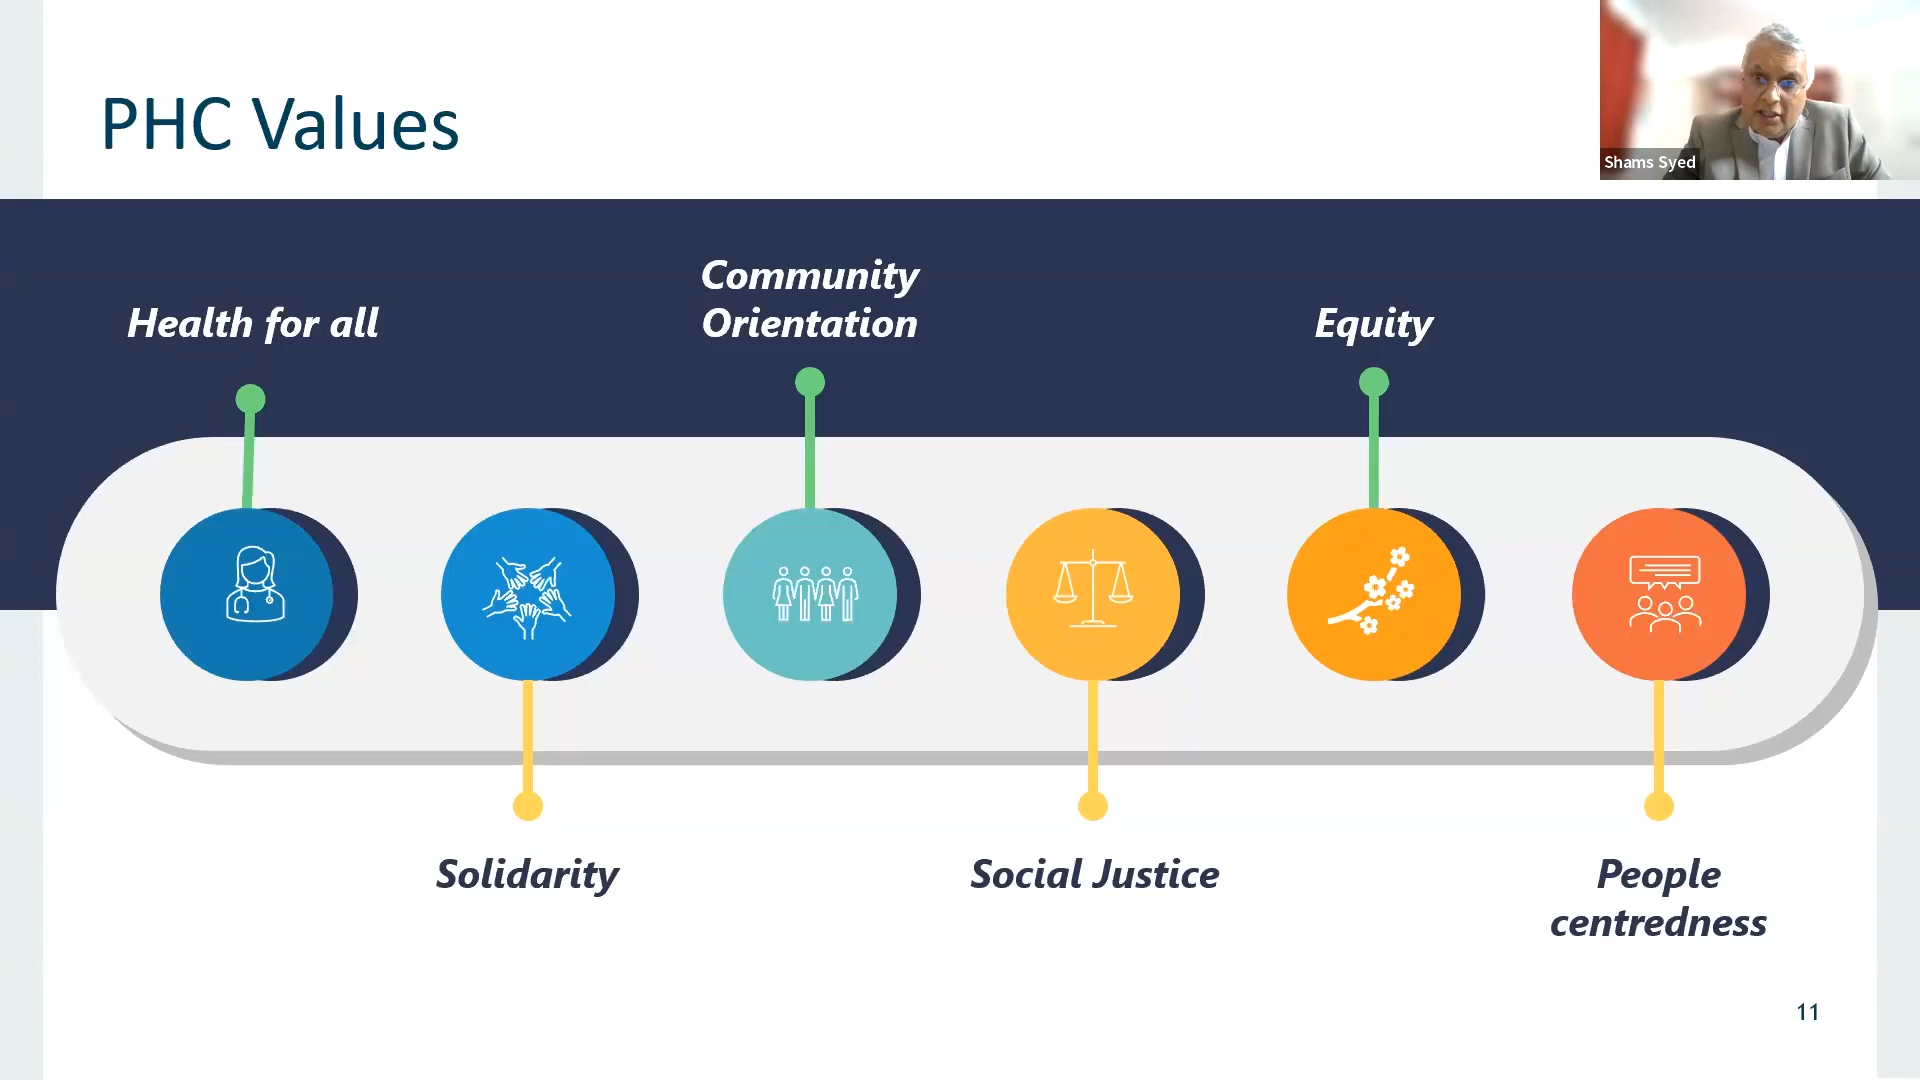 PHC Values
Shams Syed
Health for all
Community
Orientation
Equity
Solidarity
Social Justice
People
centredness
11